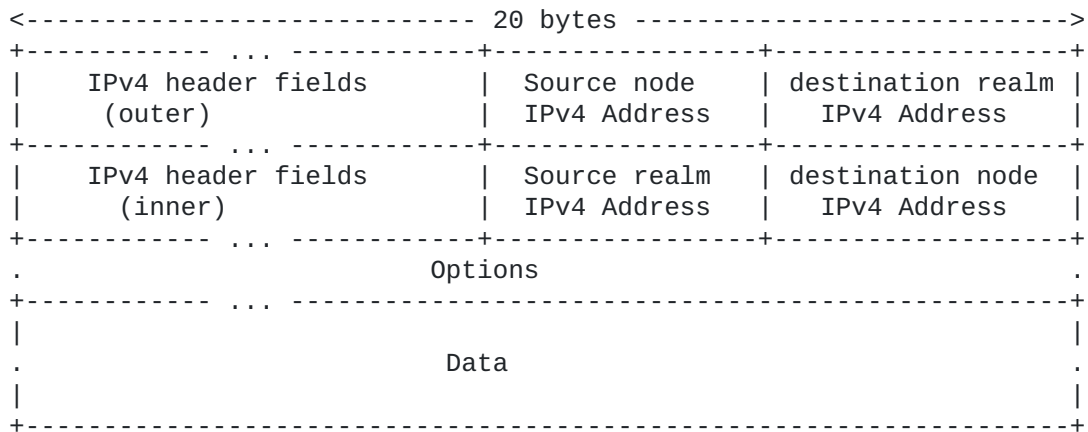 <----------------------------- 20 bytes ---------------------------->
+------------ ... ------------+-----------------+-------------------+
|     IPv4 header fields       |  Source node    | destination realm |
|      (outer)                 |  IPv4 Address   |   IPv4 Address    |
+------------ ... ------------+-----------------+-------------------+
|     IPv4 header fields       |  Source realm   | destination node  |
|       (inner)                |  IPv4 Address   |   IPv4 Address    |
+------------ ... ------------+-----------------+-------------------+
.                          Options                                  .
+------------ ... --------------------------------------------------+
|                                                                   |
.                           Data                                    .
|                                                                   |
+-------------------------------------------------------------------+